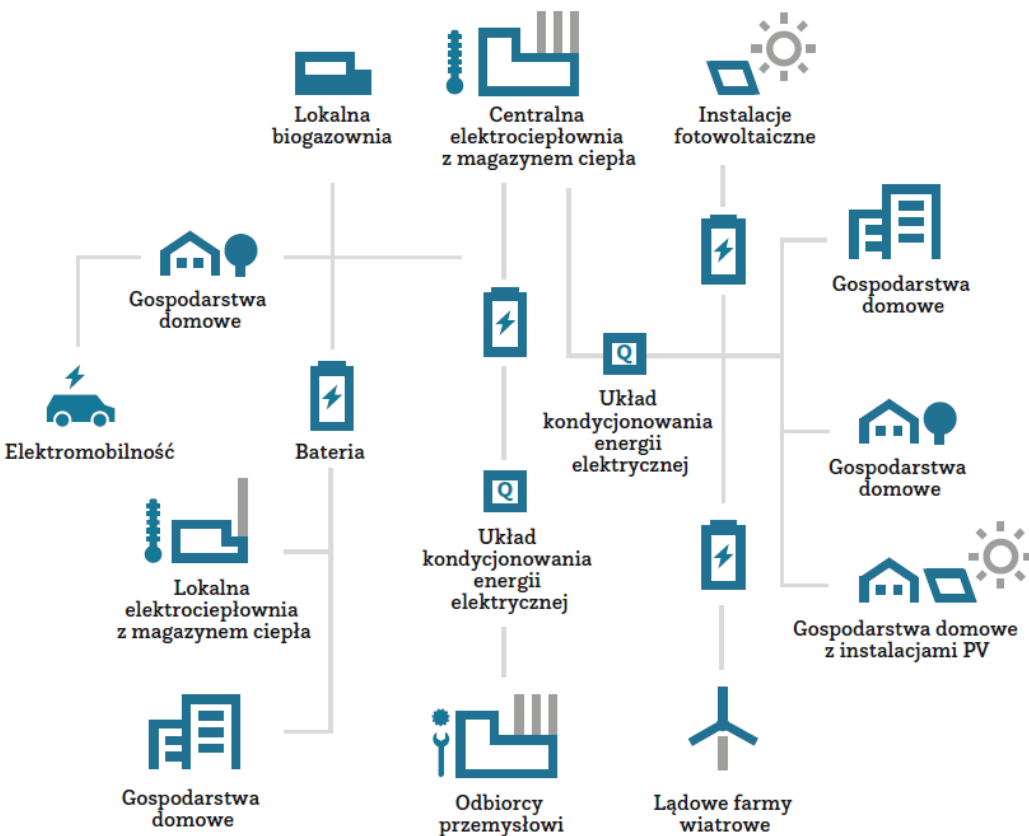 Lokalna
biogazownia
Centralna
elektrociepłownia
z magazynem ciepła
Instalacje
fotowoltaiczne
Gospodarstwa
domowe
Gospodarstwa
domowe
Q
Układ
kondycjonowania
energii
elektrycznej
Elektromobilność
Bateria
Gospodarstwa
domowe
Q
Układ
kondycjonowania
energii
elektrycznej
Lokalna
elektrociepłownia
z magazynem ciepła
Gospodarstwa domowe
z instalacjami PV
Gospodarstwa
domowe
Odbiorcy
przemysłowi
Lądowe farmy
wiatrowe